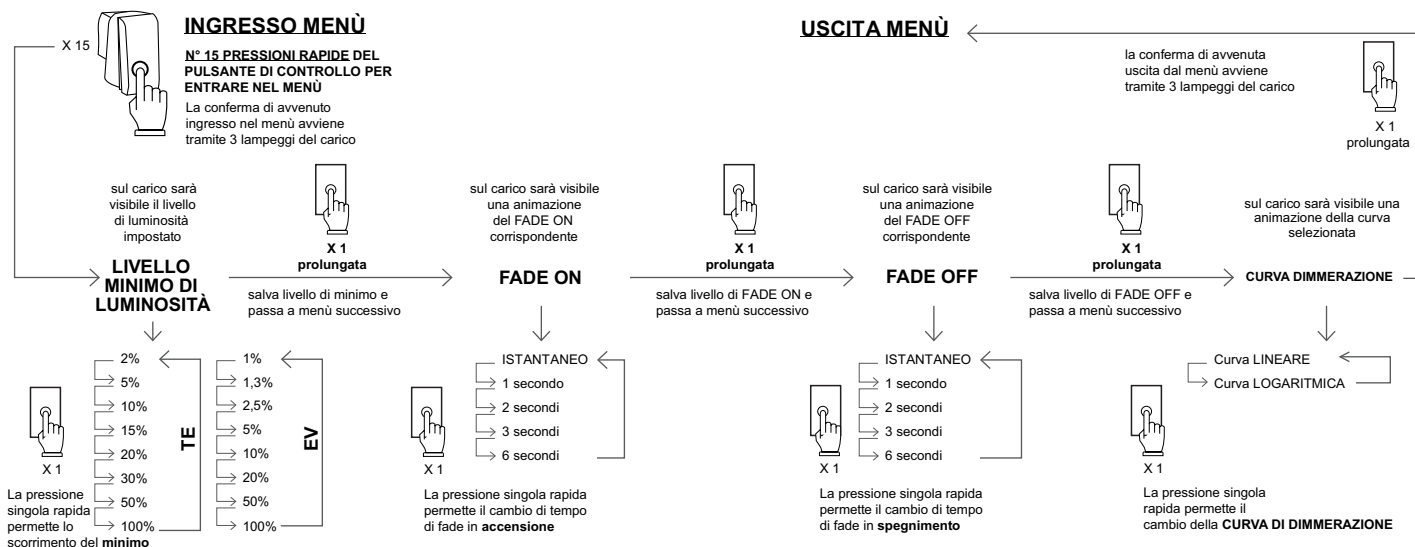 INGRESSO MENÙ
X 15
N° 15 PRESSIONI RAPIDE DEL
PULSANTE DI CONTROLLO PER
ENTRARE NEL MENÙ
La conferma di avvenuto
ingresso nel menù avviene
tramite 3 lampeggi del carico
USCITA MENÙ
la conferma di avvenuta
uscita dal menù avviene
tramite 3 lampeggi del carico
X 1
prolungata
sul carico sarà
visibile il livello
di luminosità
impostato
LIVELLO
MINIMO DI
LUMINOSITÀ
X 1
prolungata
salva livello di minimo e
passa a menù successivo
sul carico sarà visibile
una animazione
del FADE ON
corrispondente
FADE ON
X 1
prolungata
salva livello di FADE ON e
passa a menù successivo
sul carico sarà visibile
una animazione
del FADE OFF
corrispondente
FADE OFF
X 1
prolungata
salva livello di FADE OFF e
passa a menù successivo
sul carico sarà visibile una
animazione della curva
selezionata
CURVA DIMMERAZIONE
X 1
La pressione
singola rapida
permette lo
scorrimento del minimo
2%
5%
10%
15%
20%
30%
50%
100%
TE
1%
1,3%
2,5%
5%
10%
20%
50%
100%
EV
ISTANTANEO
1 secondo
2 secondi
3 secondi
6 secondi
X 1
La pressione singola rapida
permette il cambio di tempo
di fade in accensione
ISTANTANEO
1 secondo
2 secondi
3 secondi
6 secondi
X 1
La pressione singola rapida
permette il cambio di tempo
di fade in spegnimento
Curva LINEARE
Curva LOGARITMICA
X 1
La pressione singola
rapida permette il
cambio della CURVA DI DIMMERAZIONE